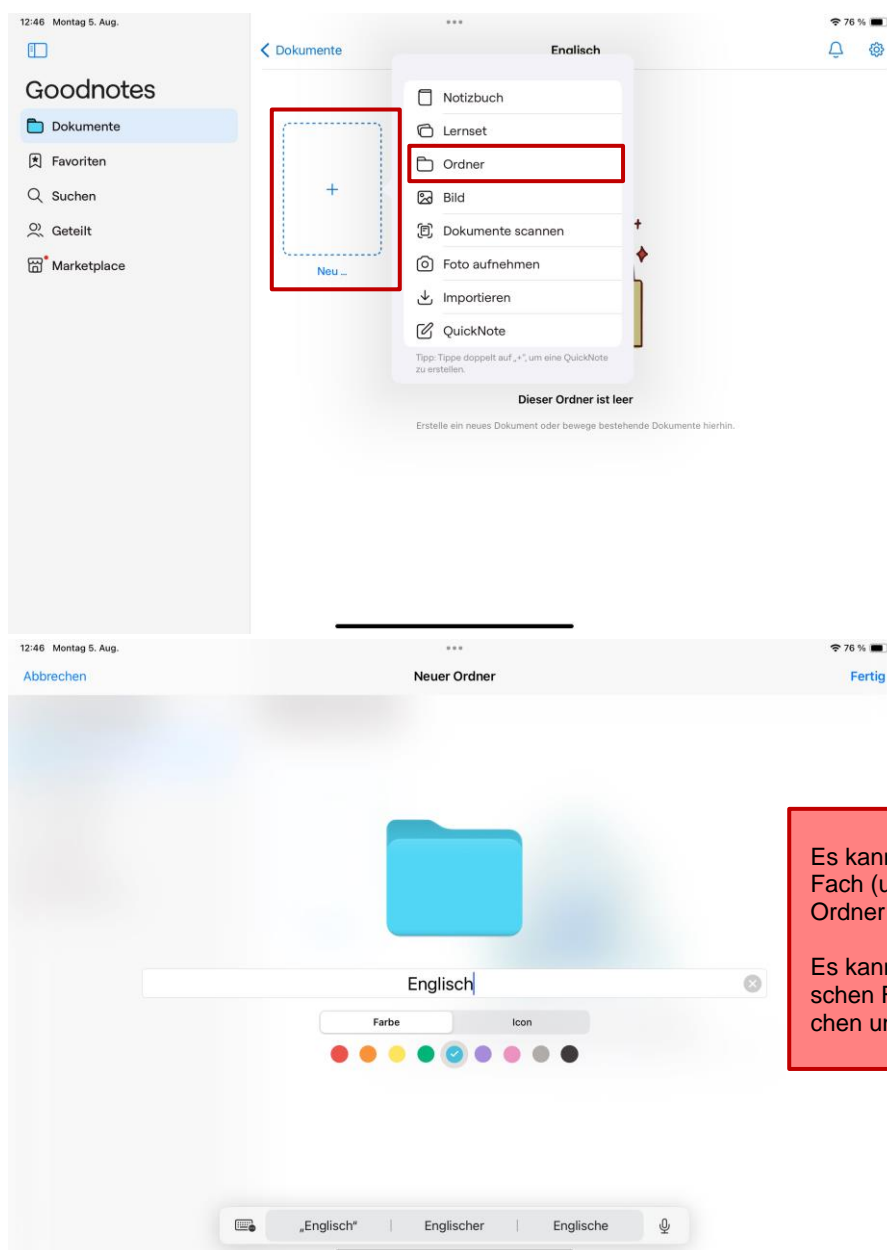 12:46 Montag 5. Aug.
76 %
Dokumente
Englisch
Goodnotes
Dokumente
Favoriten
Suchen
Geteilt
Marketplace
Neu ...
Notizbuch
Lernset
Ordner
Bild
Dokumente scannen
Foto aufnehmen
Importieren
QuickNote
Tipp: Tippe doppelt auf „+“, um eine QuickNote
zu erstellen.
Dieser Ordner ist leer
Erstelle ein neues Dokument oder bewege bestehende Dokumente hierhin.
12:46 Montag 5. Aug.
76 %
Abbrechen
Neuer Ordner
Fertig
Englisch
Farbe
Icon
Es kann
Fach (u
Ordner
Es kann
schen
chen
„Englisch“
Englischer
Englische